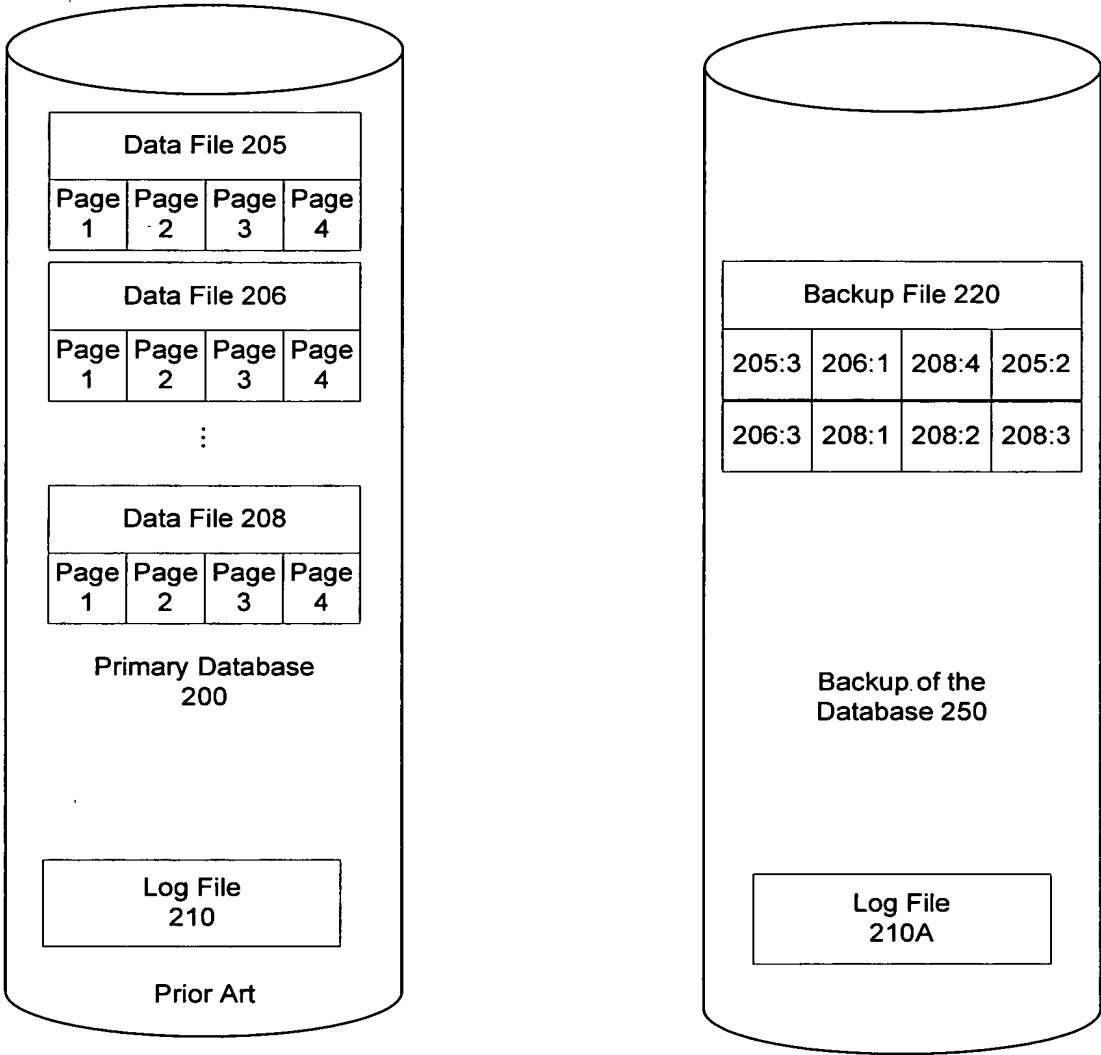 Data File 205
Page 1 Page 2 Page 3 Page 4
Data File 206
Page 1 Page 2 Page 3 Page 4
⋮
Data File 208
Page 1 Page 2 Page 3 Page 4
Primary Database
200
Log File
210
Prior Art
Backup File 220
205:3 206:1 208:4 205:2
206:3 208:1 208:2 208:3
Backup of the
Database 250
Log File
210A